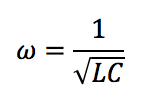 ω = 1/√LC